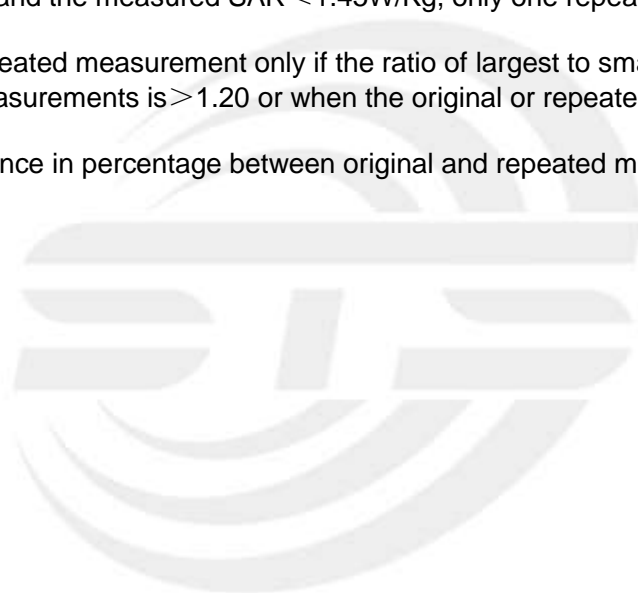 and the measured SAR <1.45W/Kg, only one repea
eated measurement only if the ratio of largest to sma
asurements is＞1.20 or when the original or repeate
nce in percentage between original and repeated m
STS